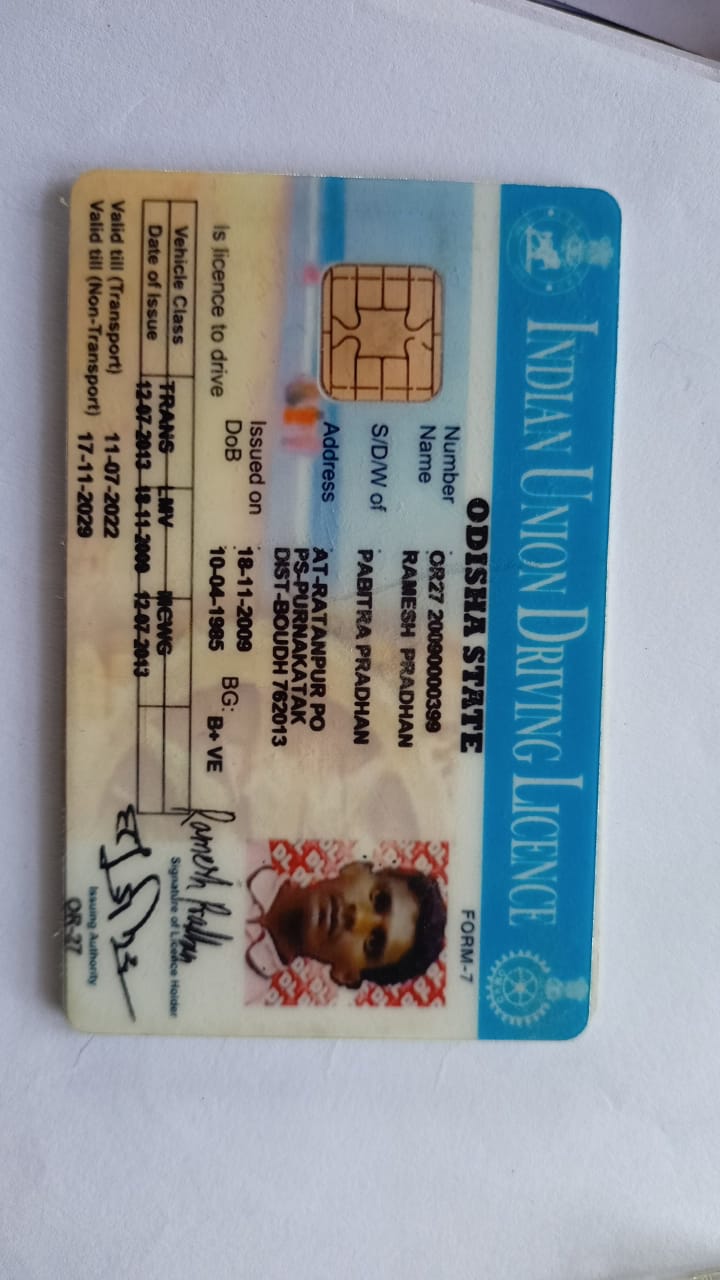 INDIAN UNION DRIVING LICENCE
ODISHA STATE
FORM-7
Number : OR27 20090000399
Name RAMESH PRADHAN
S/D/W of : PABITRA PRADHAN
Address : AT-RATANPUR PO
PS-PURNAKATAK
DIST-BOUDH 762013
Issued on : 18-11-2009
DoB : 10-04-1985 BG: B+ VE
Is licence to drive
Vehicle Class TRANS LMV MCWG
Date of Issue 12-07-2013 18-11-2009 12-07-2013
Valid till (Transport) 11-07-2022
Valid till (Non-Transport) 17-11-2029
Ramesh Pradhan
Signature of Licence Holder
Issuing Authority
OR-27